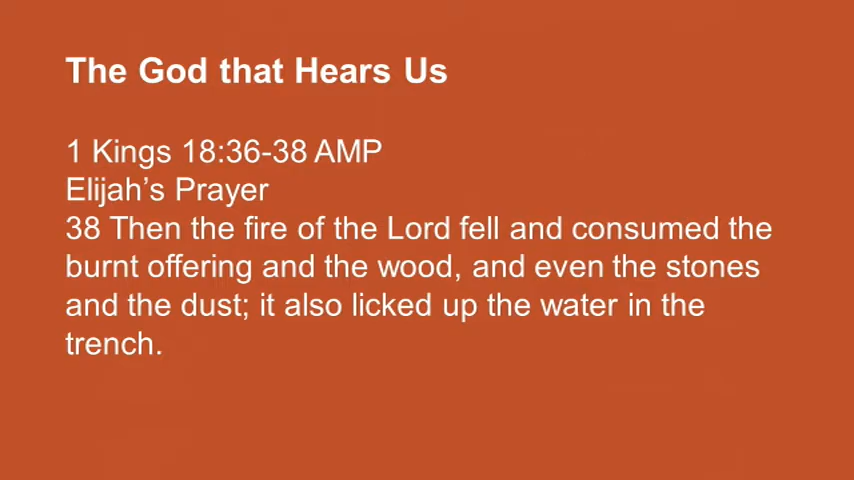 The God that Hears Us
1 Kings 18:36-38 AMP
Elijah’s Prayer
38 Then the fire of the Lord fell and consumed the
burnt offering and the wood, and even the stones
and the dust; it also licked up the water in the
trench.